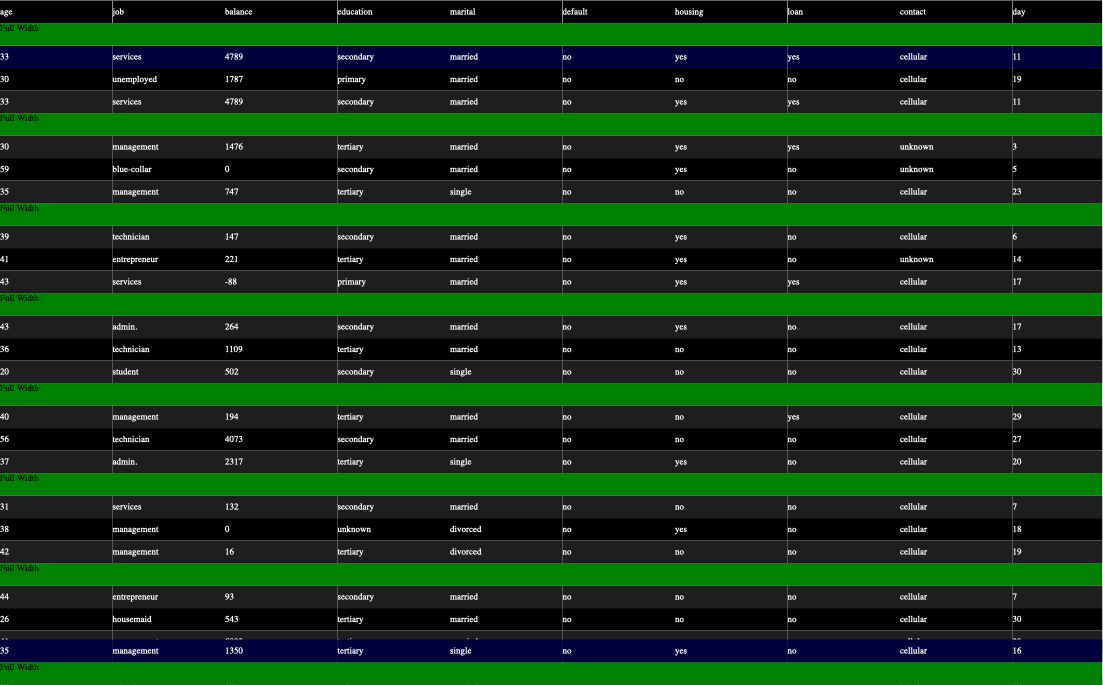 age job balance education marital default housing loan contact day
Full Width
33 services 4789 secondary married no yes yes cellular 11
30 unemployed 1787 primary married no no no cellular 19
33 services 4789 secondary married no yes yes cellular 11
Full Width
30 management 1476 tertiary married no yes yes unknown 3
59 blue-collar 0 secondary married no yes no unknown 5
35 management 747 tertiary single no no no cellular 23
Full Width
39 technician 147 secondary married no yes no cellular 6
41 entrepreneur 221 tertiary married no yes no unknown 14
43 services -88 primary married no yes yes cellular 17
Full Width
43 admin. 264 secondary married no yes no cellular 17
36 technician 1109 tertiary married no no no cellular 13
20 student 502 secondary single no no no cellular 30
Full Width
40 management 194 tertiary married no no yes cellular 29
56 technician 4073 secondary married no no no cellular 27
37 admin. 2317 tertiary single no yes no cellular 20
Full Width
31 services 132 secondary married no no no cellular 7
38 management 0 unknown divorced no yes no cellular 18
42 management 16 tertiary divorced no no no cellular 19
Full Width
44 entrepreneur 93 secondary married no no no cellular 7
26 housemaid 543 tertiary married no no no cellular 30
35 management 1350 tertiary single no yes no cellular 16
Full Width